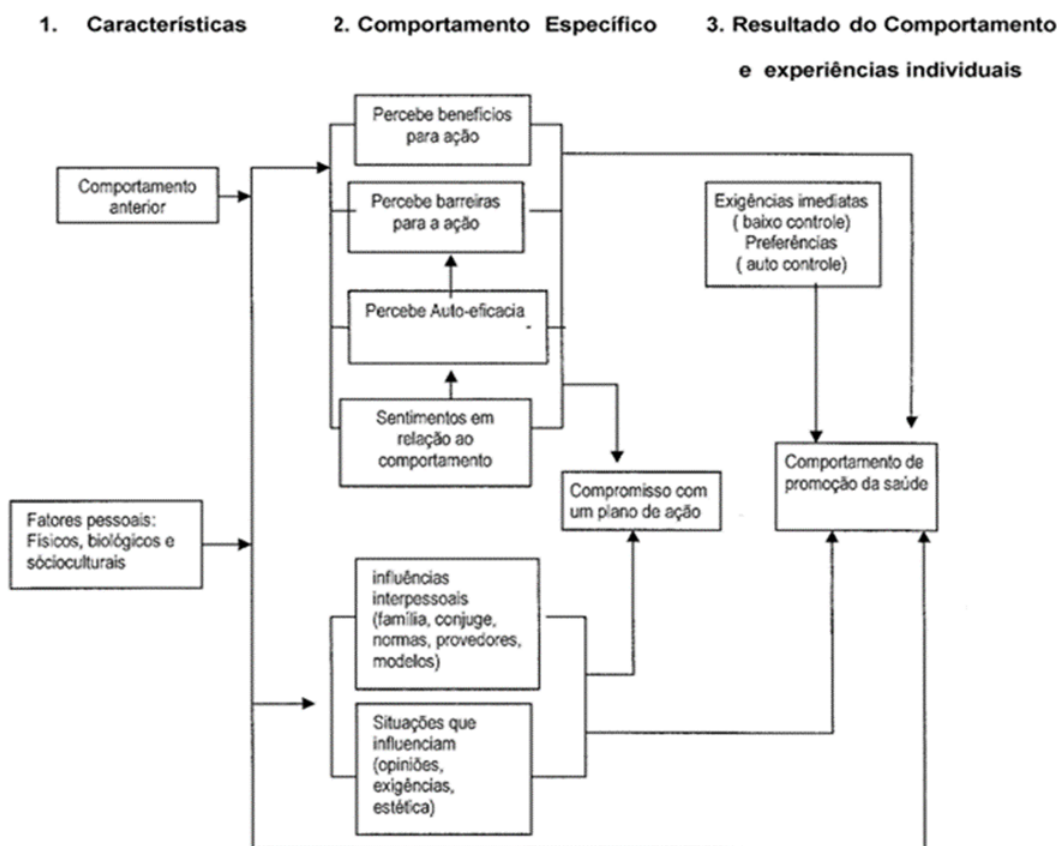 1. Características
2. Comportamento Específico
3. Resultado do Comportamento
e experiências individuais
Comportamento
anterior
Fatores pessoais:
Físicos, biológicos e
sócioculturais
Percebe benefícios
para ação
Percebe barreiras
para a ação
Percebe Auto-eficacia
Sentimentos em
relação ao
comportamento
Compromisso com
um plano de ação
influências
interpessoais
(família, conjuge,
normas, provedores,
modelos)
Situações que
influenciam
(opiniões,
exigências,
estética)
Exigências imediatas
( baixo controle)
Preferências
( auto controle)
Comportamento de
promoção da saúde